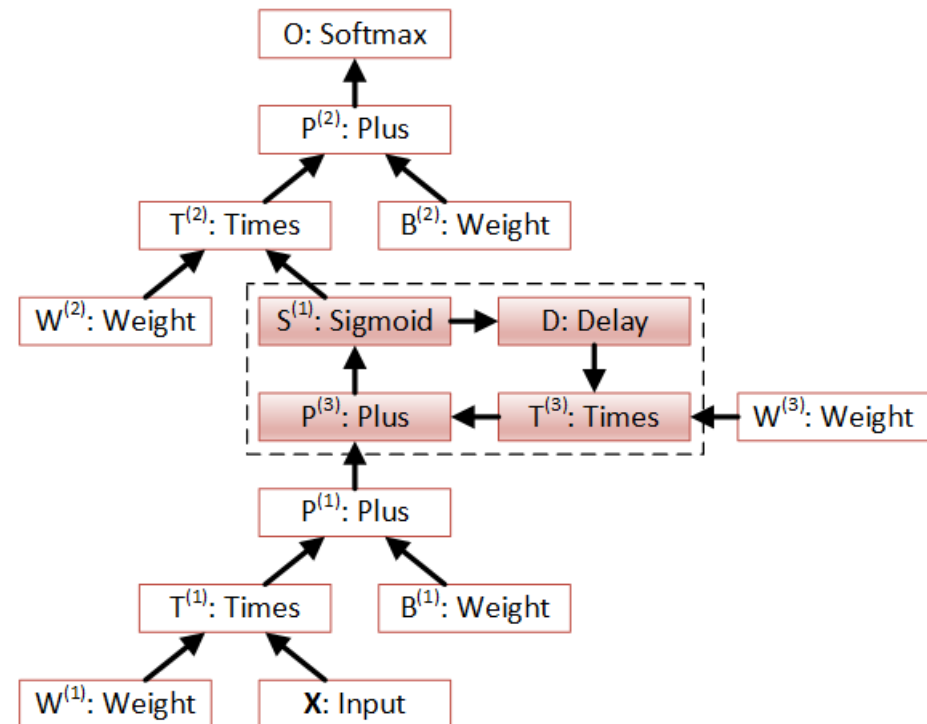 O: Softmax
P(2): Plus
T(2): Times
B(2): Weight
W(2): Weight
S(1): Sigmoid
D: Delay
P(3): Plus
T(3): Times
W(3): Weight
P(1): Plus
T(1): Times
B(1): Weight
W(1): Weight
X: Input